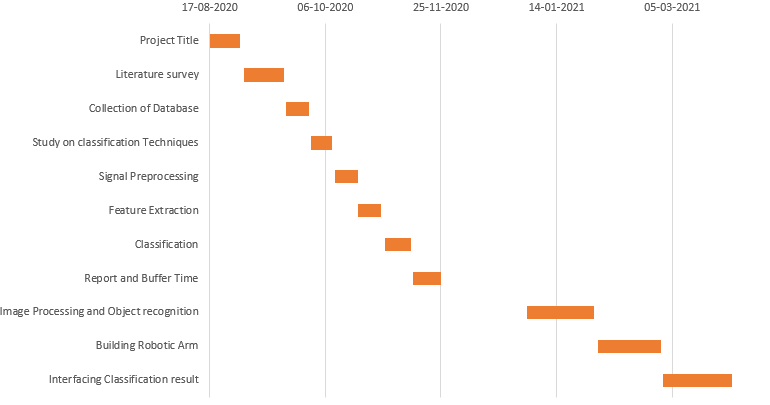 17-08-2020 06-10-2020 25-11-2020 14-01-2021 05-03-2021
Project Title
Literature survey
Collection of Database
Study on classification Techniques
Signal Preprocessing
Feature Extraction
Classification
Report and Buffer Time
Image Processing and Object recognition
Building Robotic Arm
Interfacing Classification result